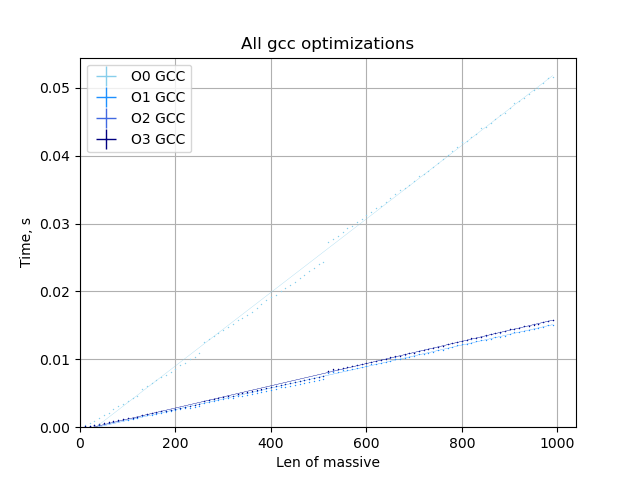 All gcc optimizations
O0 GCC
O1 GCC
O2 GCC
O3 GCC
Time, s
0.05
0.04
0.03
0.02
0.01
0.00
0 200 400 600 800 1000
Len of massive